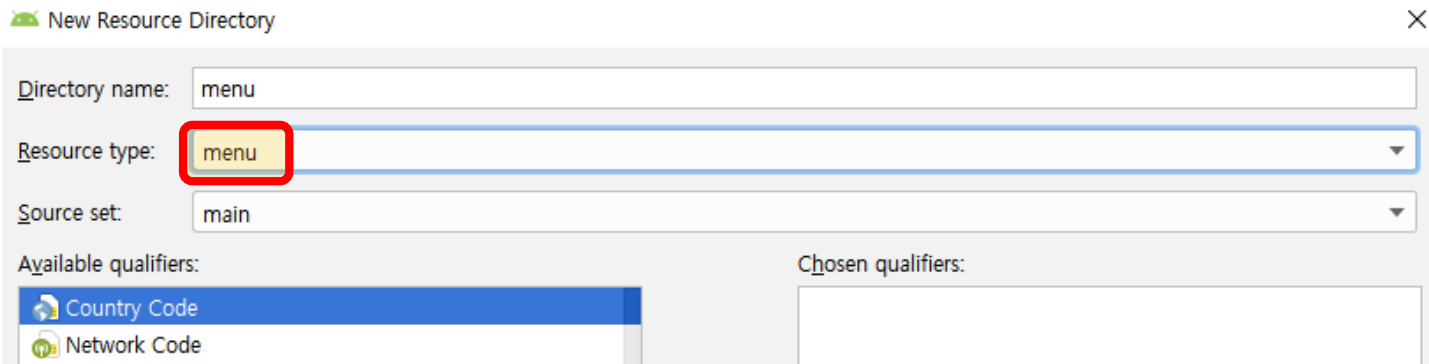 New Resource Directory
Directory name: menu
Resource type: menu
Source set: main
Available qualifiers: Chosen qualifiers:
Country Code
Network Code